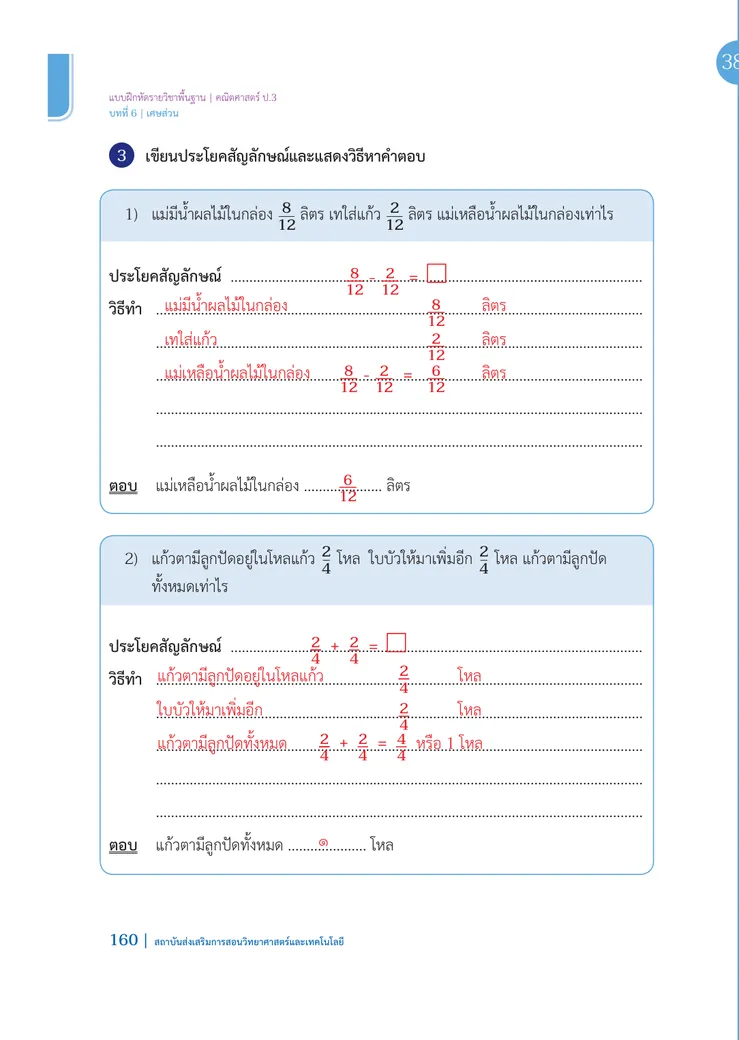 38
แบบฝึกหัดรายวิชาพื้นฐาน | คณิตศาสตร์ ป.3
บทที่ 6 | เศษส่วน
3 เขียนประโยคสัญลักษณ์และแสดงวิธีหาคำตอบ
1) แม่มีน้ำผลไม้ในกล่อง 8/12 ลิตร เทใส่แก้ว 2/12 ลิตร แม่เหลือน้ำผลไม้ในกล่องเท่าไร
ประโยคสัญลักษณ์ 8/12 - 2/12 = □
วิธีทำ แม่มีน้ำผลไม้ในกล่อง 8/12 ลิตร
เทใส่แก้ว 2/12 ลิตร
แม่เหลือน้ำผลไม้ในกล่อง 8/12 - 2/12 = 6/12 ลิตร
ตอบ แม่เหลือน้ำผลไม้ในกล่อง 6/12 ลิตร
2) แก้วตามีลูกปัดอยู่ในโหลแก้ว 2/4 โหล ใบบัวให้มาเพิ่มอีก 2/4 โหล แก้วตามีลูกปัด
ทั้งหมดเท่าไร
ประโยคสัญลักษณ์ 2/4 + 2/4 = □
วิธีทำ แก้วตามีลูกปัดอยู่ในโหลแก้ว 2/4 โหล
ใบบัวให้มาเพิ่มอีก 2/4 โหล
แก้วตามีลูกปัดทั้งหมด 2/4 + 2/4 = 4/4 หรือ 1 โหล
ตอบ แก้วตามีลูกปัดทั้งหมด ๑ โหล
160 | สถาบันส่งเสริมการสอนวิทยาศาสตร์และเทคโนโลยี